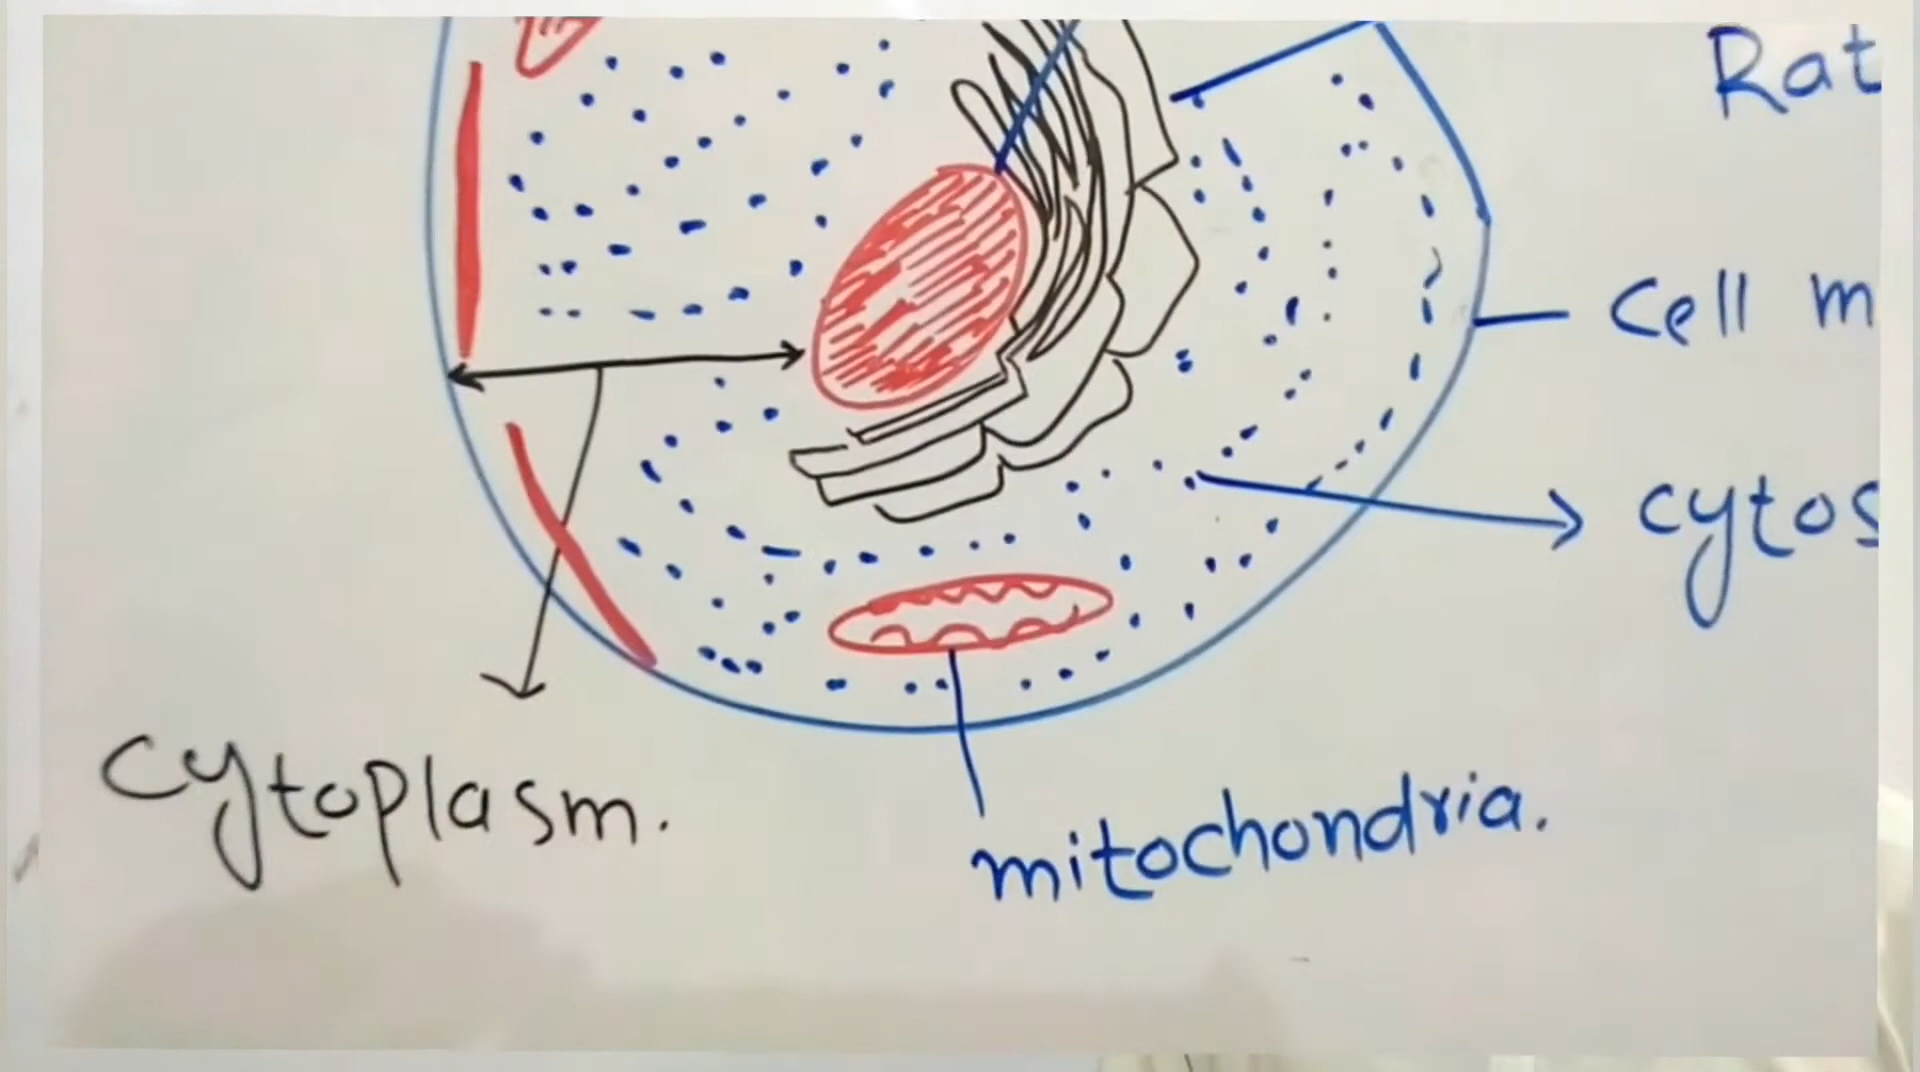 Rat
Cell m
cytos
cytoplasm.
mitochondria.